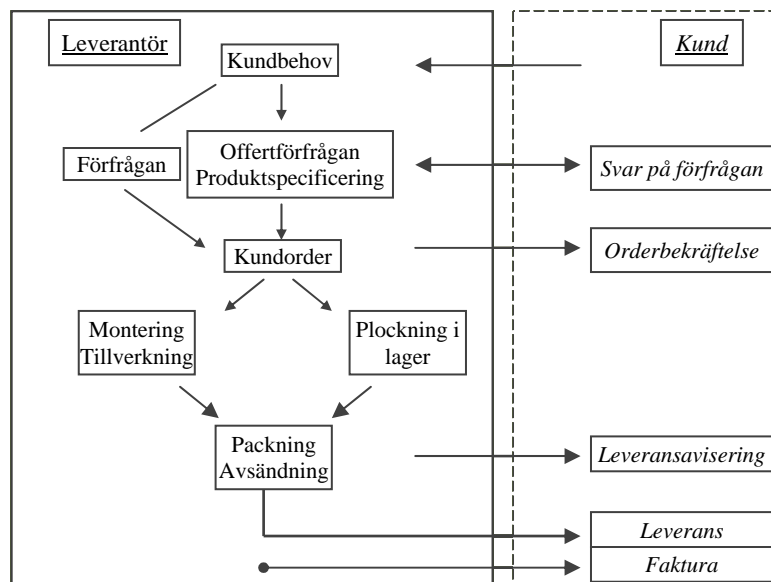 Leverantör
Kund
Kundbehov
Förfrågan
Offertförfrågan
Produktspecificering
Svar på förfrågan
Kundorder
Orderbekräftelse
Montering
Tillverkning
Plockning i
lager
Packning
Avsändning
Leveransavisering
Leverans
Faktura